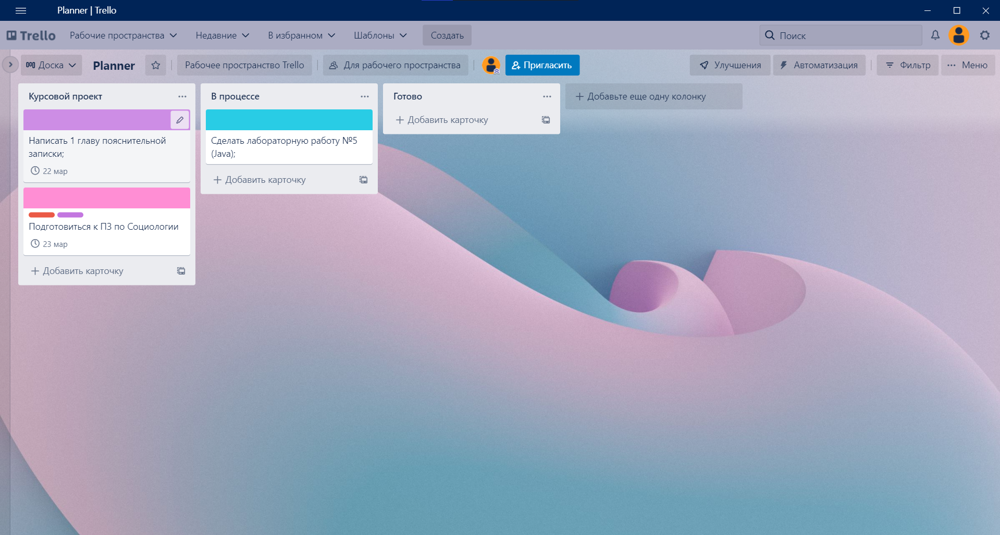 Planner | Trello
Trello Рабочие пространства Недавние В избранном Шаблоны Создать Поиск
Доска Planner Рабочее пространство Trello Для рабочего пространства Пригласить Улучшения Автоматизация Фильтр Меню
Курсовой проект
Написать 1 главу пояснительной
записки;
22 мар
Подготовиться к ПЗ по Социологии
23 мар
Добавить карточку
В процессе
Сделать лабораторную работу №5
(Java);
Добавить карточку
Готово
Добавить карточку
Добавьте еще одну колонку